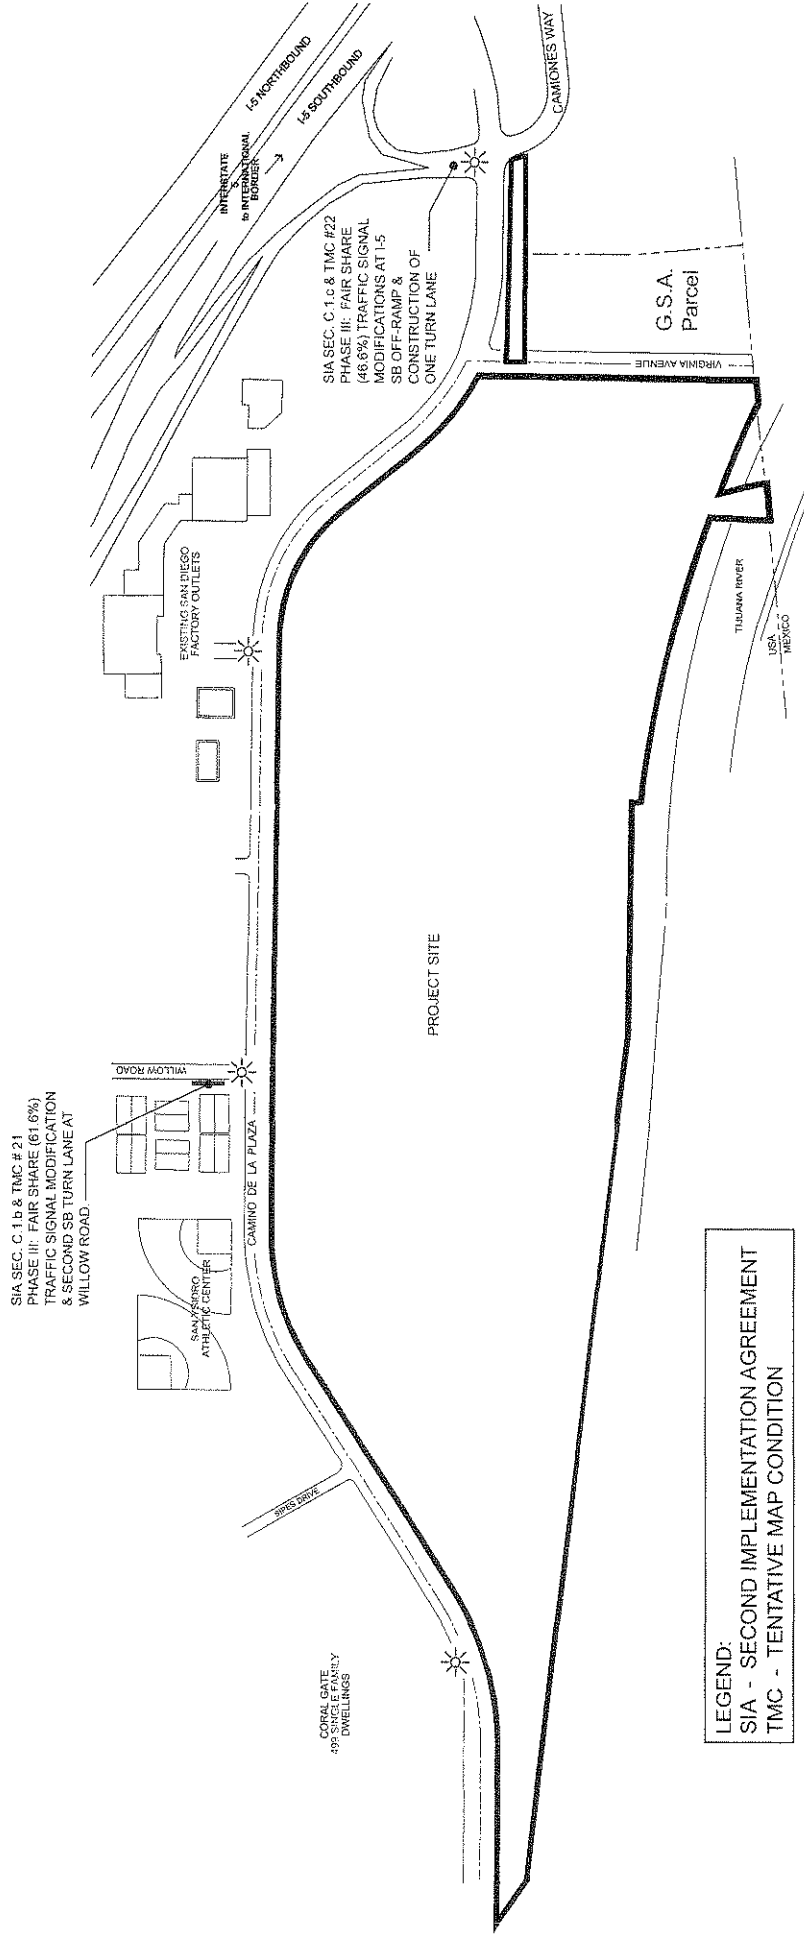 SIA SEC. C.1.b & TMC # 21
PHASE III: FAIR SHARE (61.6%)
TRAFFIC SIGNAL MODIFICATION
& SECOND SB TURN LANE AT
WILLOW ROAD.
SIA SEC. C.1.c & TMC #22
PHASE III: FAIR SHARE
(46.6%) TRAFFIC SIGNAL
MODIFICATIONS AT I-5
SB OFF-RAMP &
CONSTRUCTION OF
ONE TURN LANE
I-5 NORTHBOUND
I-5 SOUTHBOUND
INTERSTATE
5
to INTERNATIONAL
BORDER
CAMIONES WAY
EXISTING SAN DIEGO
FACTORY OUTLETS
WILLOW ROAD
CAMINO DE LA PLAZA
SAN YSIDRO
ATHLETIC CENTER
SIPES DRIVE
CORAL GATE
499 SINGLE FAMILY
DWELLINGS
PROJECT SITE
VIRGINIA AVENUE
G.S.A.
Parcel
TIJUANA RIVER
USA
MEXICO
LEGEND:
SIA - SECOND IMPLEMENTATION AGREEMENT
TMC - TENTATIVE MAP CONDITION